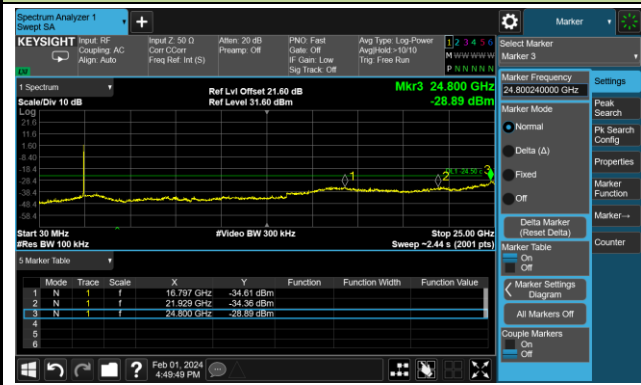 Spectrum Analyzer 1
Swept SA
Marker
KEYSIGHT
Input: RF
Coupling: AC
Align: Auto
Input Z: 50 Ω
Corr CCorr
Freq Ref: Int (S)
Atten: 20 dB
Preamp: Off
PNO: Fast
Gate: Off
IF Gain: Low
Sig Track: Off
Avg Type: Log-Power
Avg|Hold:>10/10
Trig: Free Run
1 2 3 4 5 6
M W W W W W
P N N N N N
Select Marker
Marker 3
1 Spectrum
Scale/Div 10 dB
Log
Ref Lvl Offset 21.60 dB
Ref Level 31.60 dBm
Mkr3 24.800 GHz
-28.89 dBm
21.6
11.6
1.60
-8.40
-18.4
-28.4
-38.4
-48.4
-58.4
1
2
3
Start 30 MHz
#Res BW 100 kHz
#Video BW 300 kHz
Stop 25.00 GHz
Sweep ~2.44 s (2001 pts)
5 Marker Table
Mode Trace Scale X Y Function Function Width Function Value
1 N 1 f 16.797 GHz -34.61 dBm
2 N 1 f 21.929 GHz -34.36 dBm
3 N 1 f 24.800 GHz -28.89 dBm
4
5
6
Marker Frequency
24.800240000 GHz
Marker Mode
Normal
Delta (Δ)
Fixed
Off
Delta Marker
(Reset Delta)
Marker Table
On
Off
Marker Settings
Diagram
All Markers Off
Couple Markers
On
Off
Settings
Peak
Search
Pk Search
Config
Properties
Marker
Function
Marker→
Counter
Feb 01, 2024
4:49:49 PM